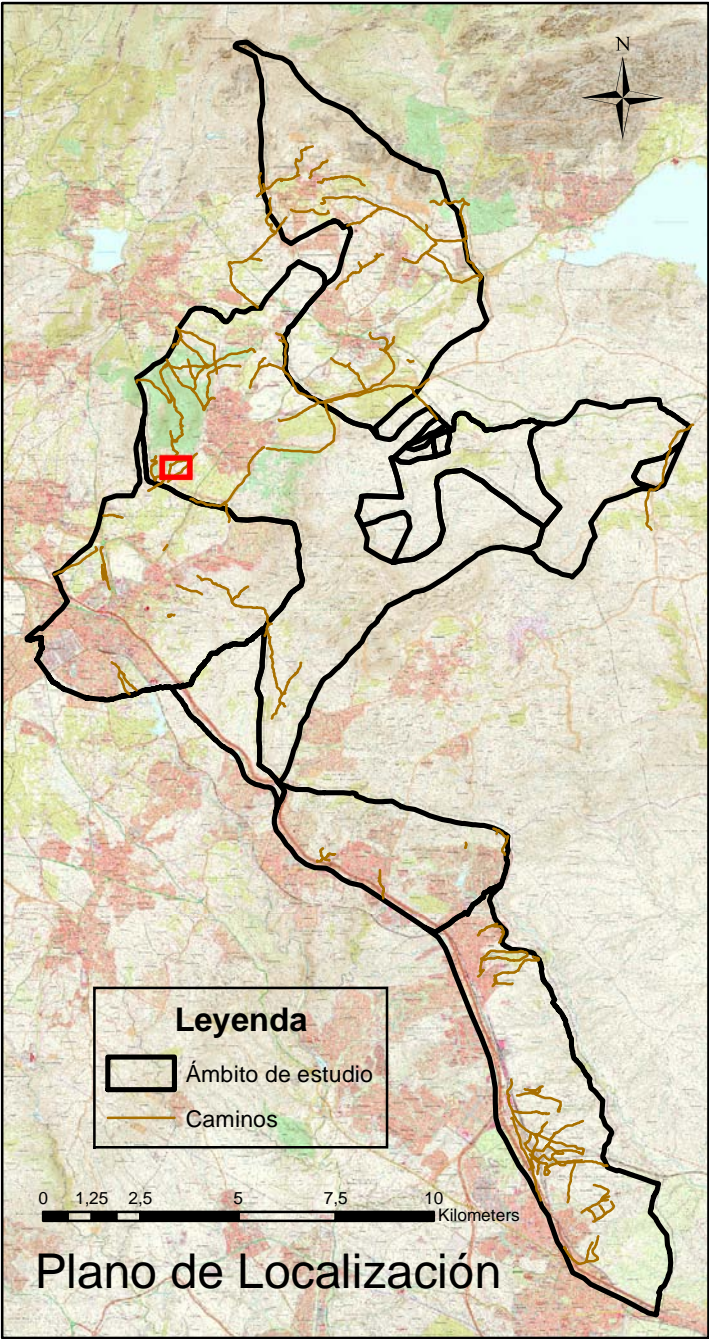 N
Leyenda
Ámbito de estudio
Caminos
0 1,25 2,5 5 7,5 10
Kilometers
Plano de Localización